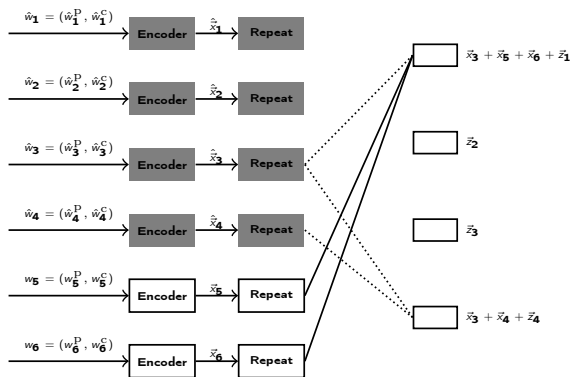 ŵ₁ = (ŵ₁ᵖ, ŵ₁ᶜ) Encoder x⃗̂₁ Repeat
x⃗₃ + x⃗₅ + x⃗₆ + z⃗₁
ŵ₂ = (ŵ₂ᵖ, ŵ₂ᶜ) Encoder x⃗̂₂ Repeat
z⃗₂
ŵ₃ = (ŵ₃ᵖ, ŵ₃ᶜ) Encoder x⃗̂₃ Repeat
ŵ₄ = (ŵ₄ᵖ, ŵ₄ᶜ) Encoder x⃗̂₄ Repeat
z⃗₃
w₅ = (w₅ᵖ, w₅ᶜ) Encoder x⃗₅ Repeat
x⃗₃ + x⃗₄ + z⃗₄
w₆ = (w₆ᵖ, w₆ᶜ) Encoder x⃗₆ Repeat